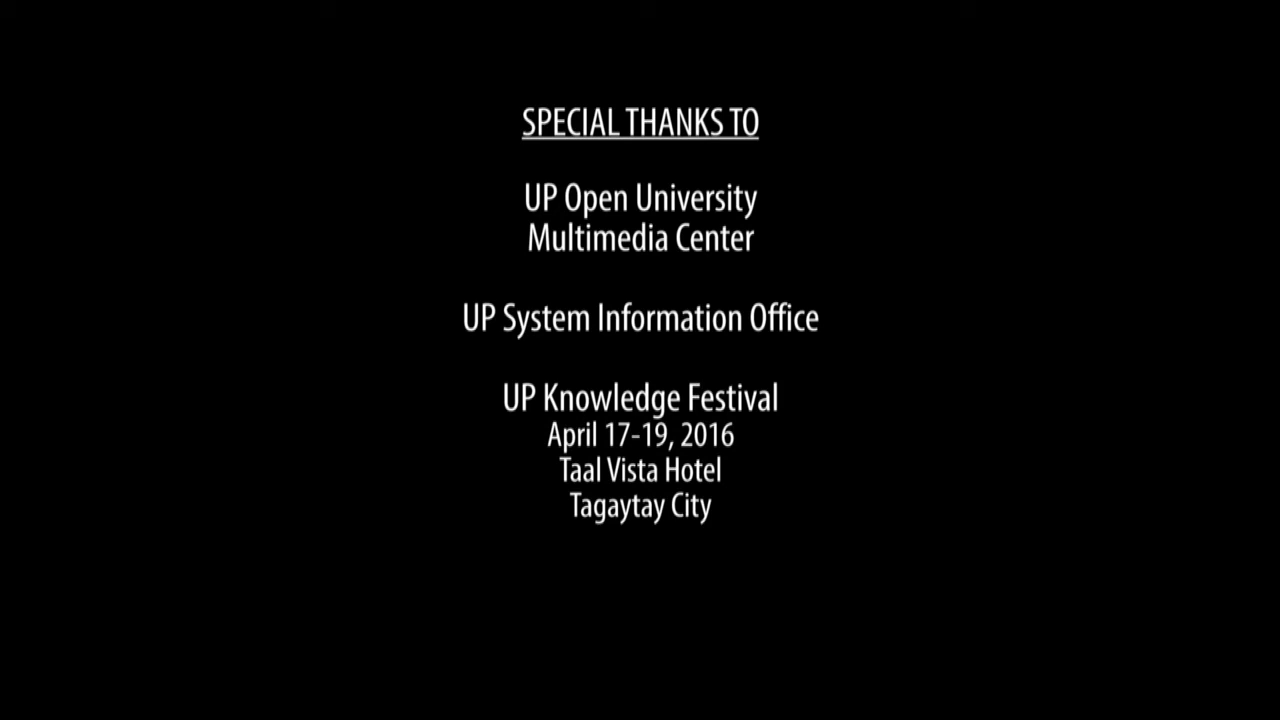 SPECIAL THANKS TO
UP Open University
Multimedia Center
UP System Information Office
UP Knowledge Festival
April 17-19, 2016
Taal Vista Hotel
Tagaytay City